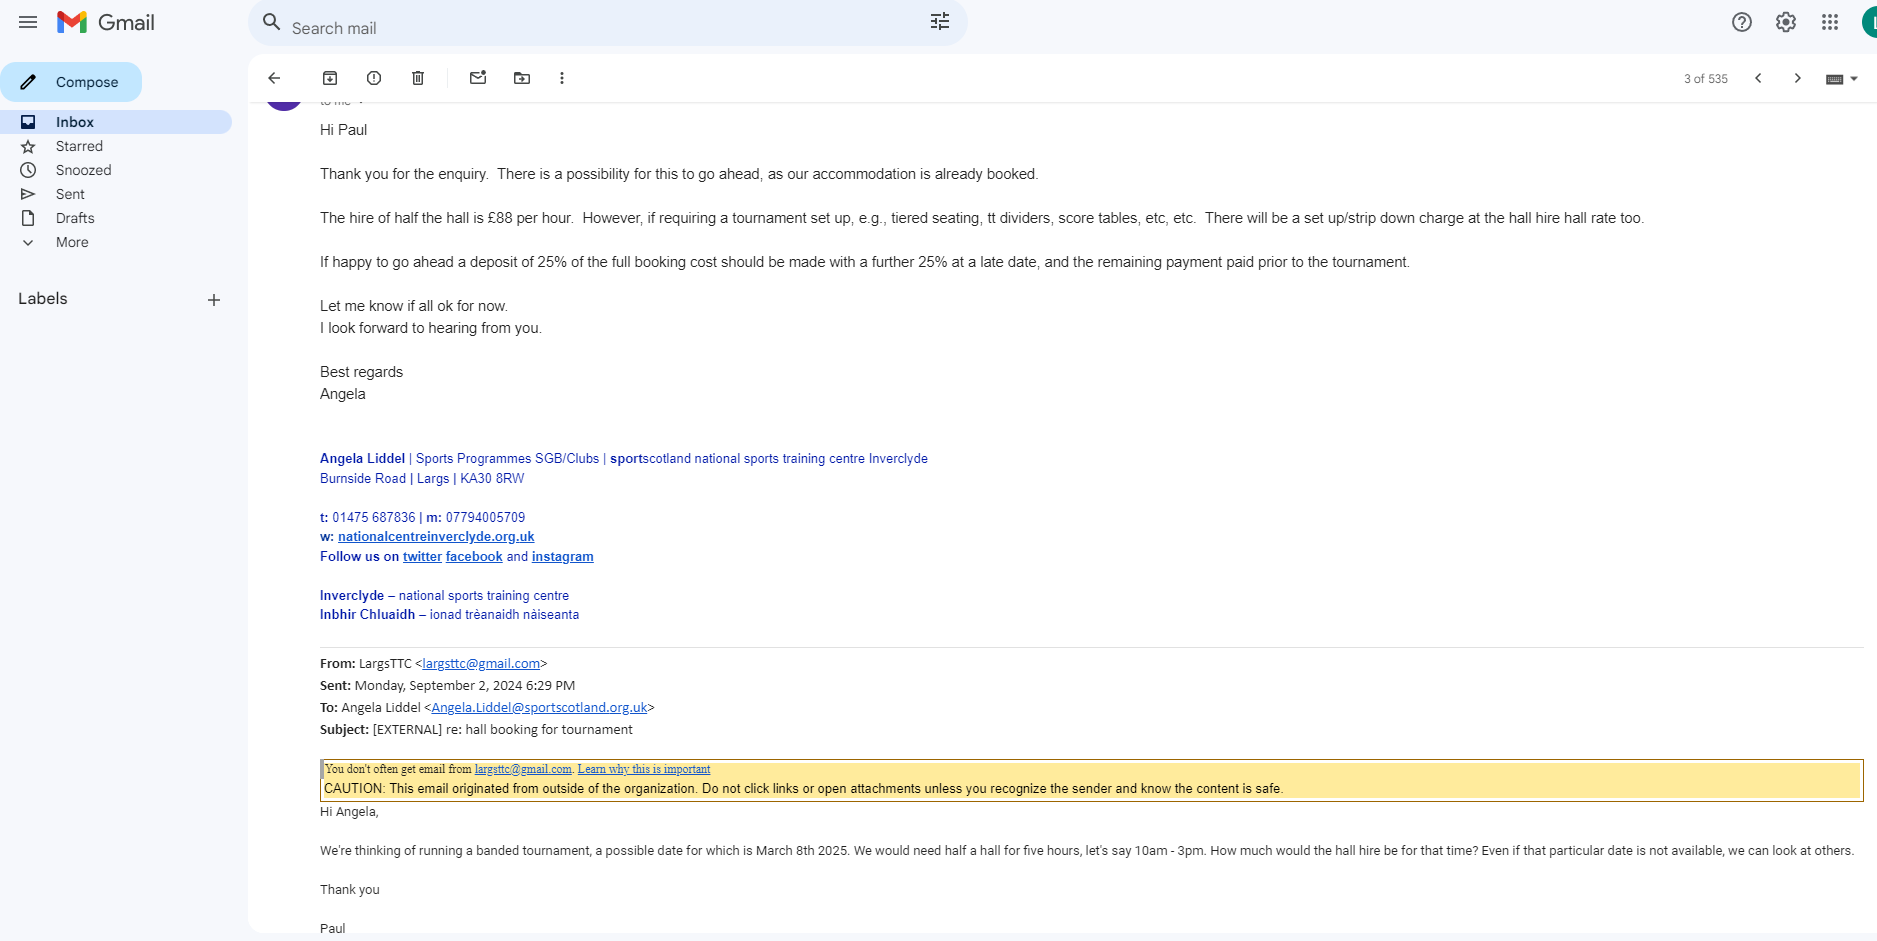 Gmail
Search mail
Compose
3 of 535
Inbox
Starred
Snoozed
Sent
Drafts
More
Labels
to me
Hi Paul
Thank you for the enquiry.  There is a possibility for this to go ahead, as our accommodation is already booked.
The hire of half the hall is £88 per hour.  However, if requiring a tournament set up, e.g., tiered seating, tt dividers, score tables, etc, etc.  There will be a set up/strip down charge at the hall hire hall rate too.
If happy to go ahead a deposit of 25% of the full booking cost should be made with a further 25% at a late date, and the remaining payment paid prior to the tournament.
Let me know if all ok for now.
I look forward to hearing from you.
Best regards
Angela
Angela Liddel | Sports Programmes SGB/Clubs | sportscotland national sports training centre Inverclyde
Burnside Road | Largs | KA30 8RW
t: 01475 687836 | m: 07794005709
w: nationalcentreinverclyde.org.uk
Follow us on twitter facebook and instagram
Inverclyde – national sports training centre
Inbhir Chluaidh – ionad trèanaidh nàiseanta
From: LargsTTC <largsttc@gmail.com>
Sent: Monday, September 2, 2024 6:29 PM
To: Angela Liddel <Angela.Liddel@sportscotland.org.uk>
Subject: [EXTERNAL] re: hall booking for tournament
You don't often get email from largsttc@gmail.com. Learn why this is important
CAUTION: This email originated from outside of the organization. Do not click links or open attachments unless you recognize the sender and know the content is safe.
Hi Angela,
We're thinking of running a banded tournament, a possible date for which is March 8th 2025. We would need half a hall for five hours, let's say 10am - 3pm. How much would the hall hire be for that time? Even if that particular date is not available, we can look at others.
Thank you
Paul